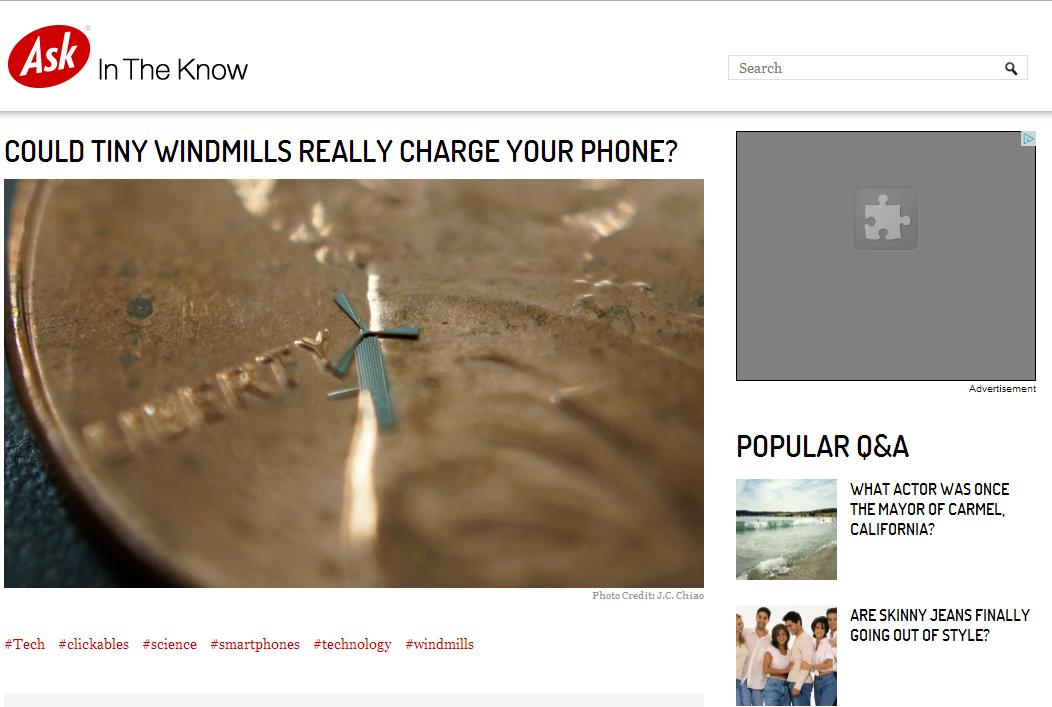 Ask
In The Know
Search
COULD TINY WINDMILLS REALLY CHARGE YOUR PHONE?
LIBERTY
Photo Credit: J.C. Chiao
#Tech #clickables #science #smartphones #technology #windmills
Advertisement
POPULAR Q&A
WHAT ACTOR WAS ONCE
THE MAYOR OF CARMEL,
CALIFORNIA?
ARE SKINNY JEANS FINALLY
GOING OUT OF STYLE?